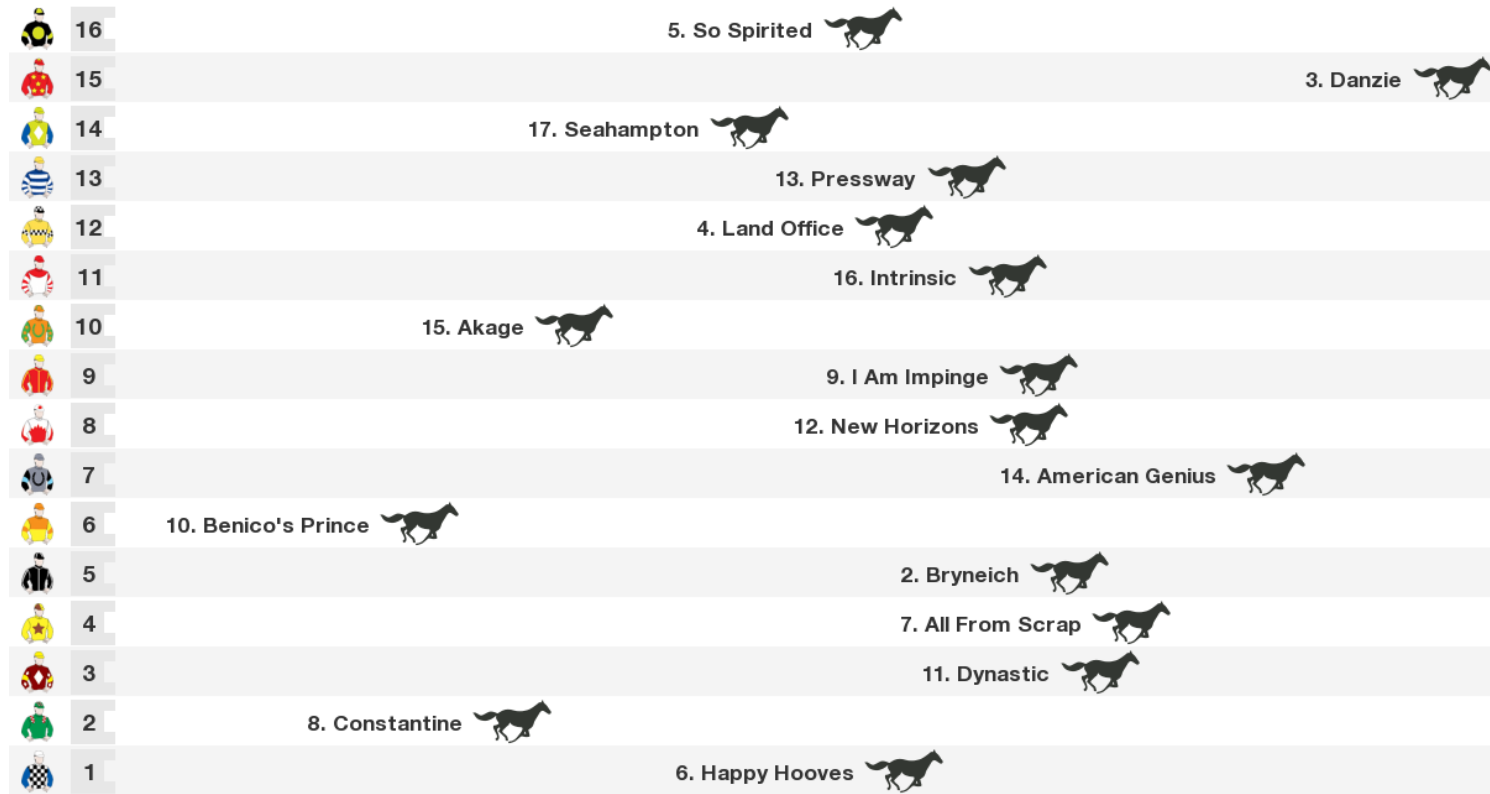 16 5. So Spirited
15 3. Danzie
14 17. Seahampton
13 13. Pressway
12 4. Land Office
11 16. Intrinsic
10 15. Akage
9 9. I Am Impinge
8 12. New Horizons
7 14. American Genius
6 10. Benico's Prince
5 2. Bryneich
4 7. All From Scrap
3 11. Dynastic
2 8. Constantine
1 6. Happy Hooves